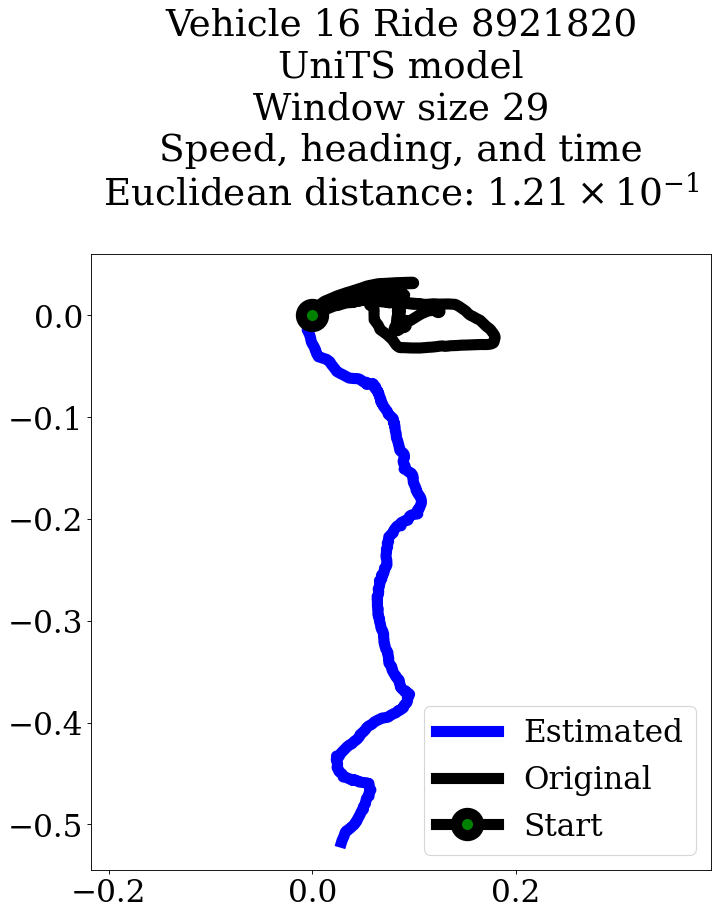 Vehicle 16 Ride 8921820
UniTS model
Window size 29
Speed, heading, and time
Euclidean distance: 1.21 × 10⁻¹
0.0
−0.1
−0.2
−0.3
−0.4
−0.5
−0.2 0.0 0.2
Estimated
Original
Start